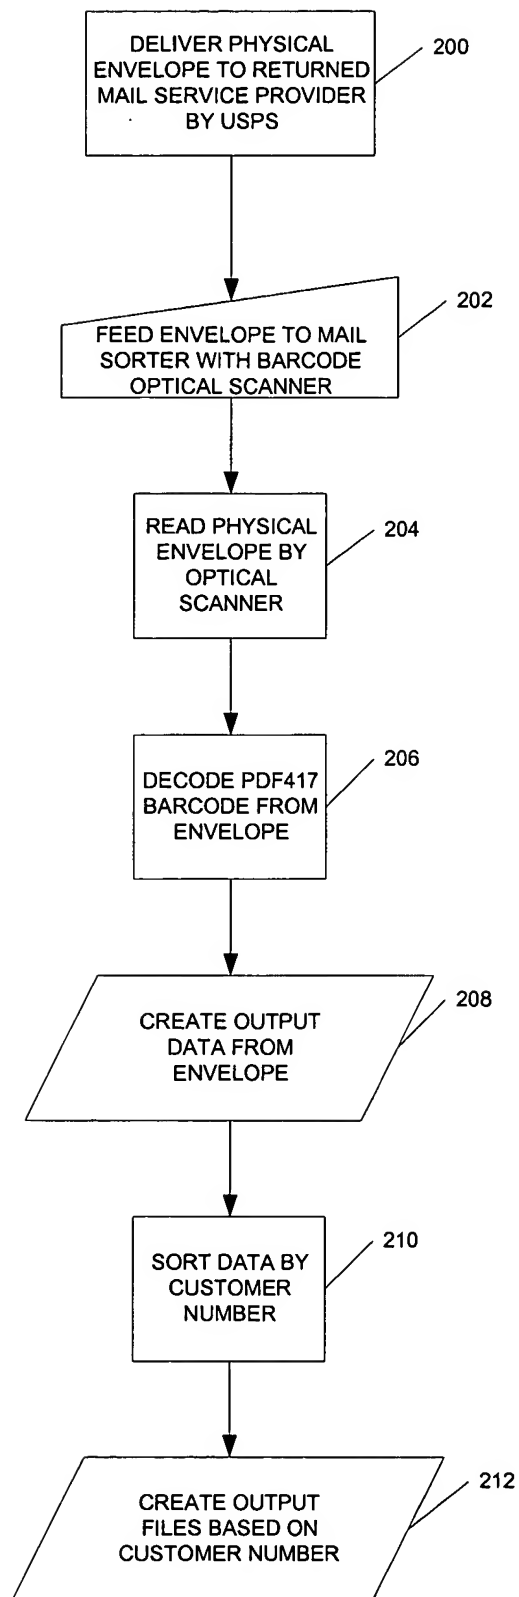 DELIVER PHYSICAL
ENVELOPE TO RETURNED
MAIL SERVICE PROVIDER
BY USPS
200
FEED ENVELOPE TO MAIL
SORTER WITH BARCODE
OPTICAL SCANNER
202
READ PHYSICAL
ENVELOPE BY
OPTICAL
SCANNER
204
DECODE PDF417
BARCODE FROM
ENVELOPE
206
CREATE OUTPUT
DATA FROM
ENVELOPE
208
SORT DATA BY
CUSTOMER
NUMBER
210
CREATE OUTPUT
FILES BASED ON
CUSTOMER NUMBER
212